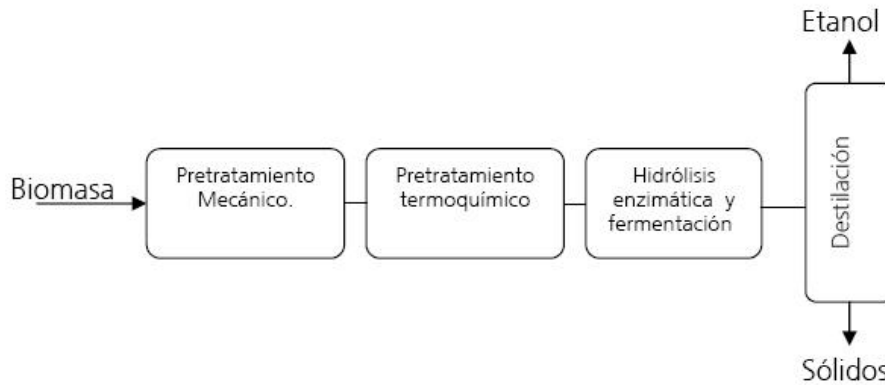 Etanol
Biomasa
Pretratamiento
Mecánico.
Pretratamiento
termoquímico
Hidrólisis
enzimática y
fermentación
Destilación
Sólidos